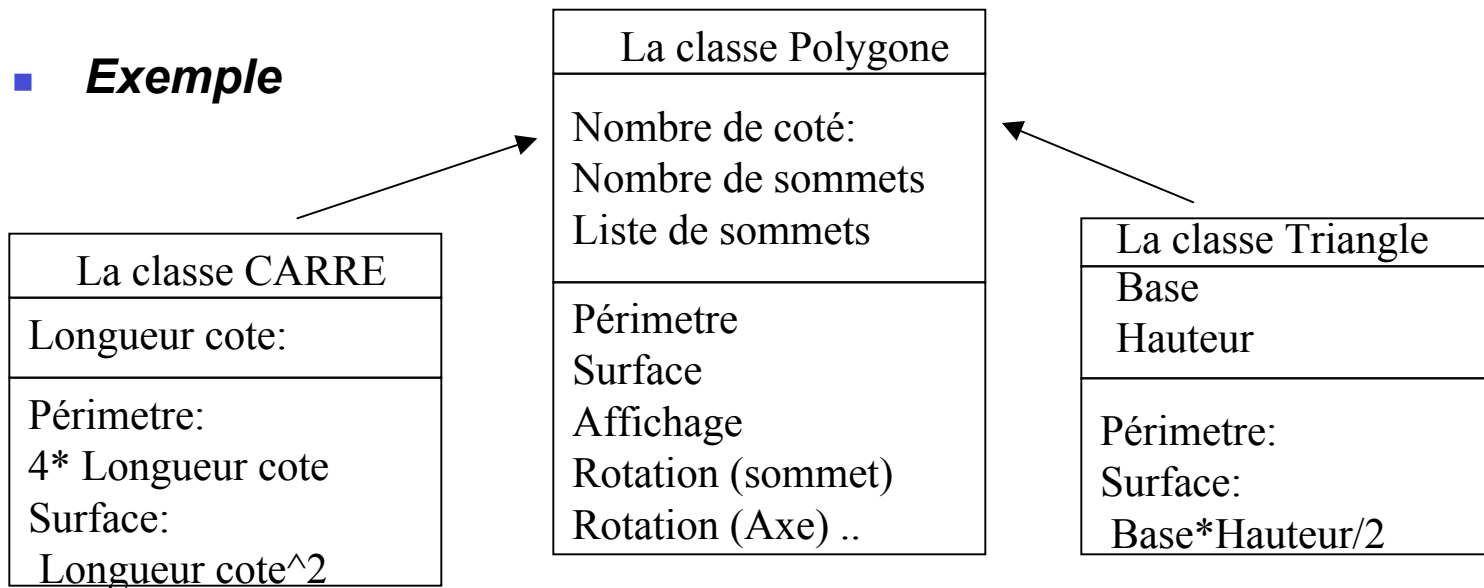 Exemple
La classe Polygone
Nombre de coté:
Nombre de sommets
Liste de sommets
Périmetre
Surface
Affichage
Rotation (sommet)
Rotation (Axe) ..
La classe CARRE
Longueur cote:
Périmetre:
4* Longueur cote
Surface:
Longueur cote^2
La classe Triangle
Base
Hauteur
Périmetre:
Surface:
Base*Hauteur/2